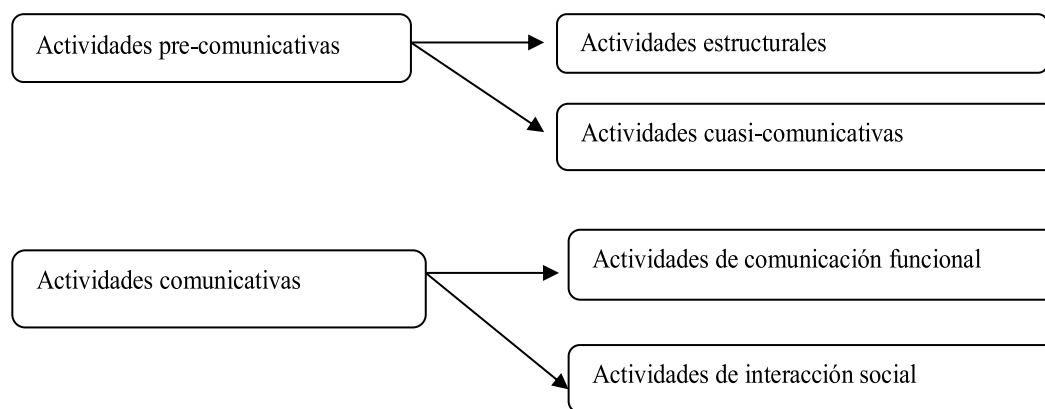 Actividades pre-comunicativas
Actividades estructurales
Actividades cuasi-comunicativas
Actividades comunicativas
Actividades de comunicación funcional
Actividades de interacción social